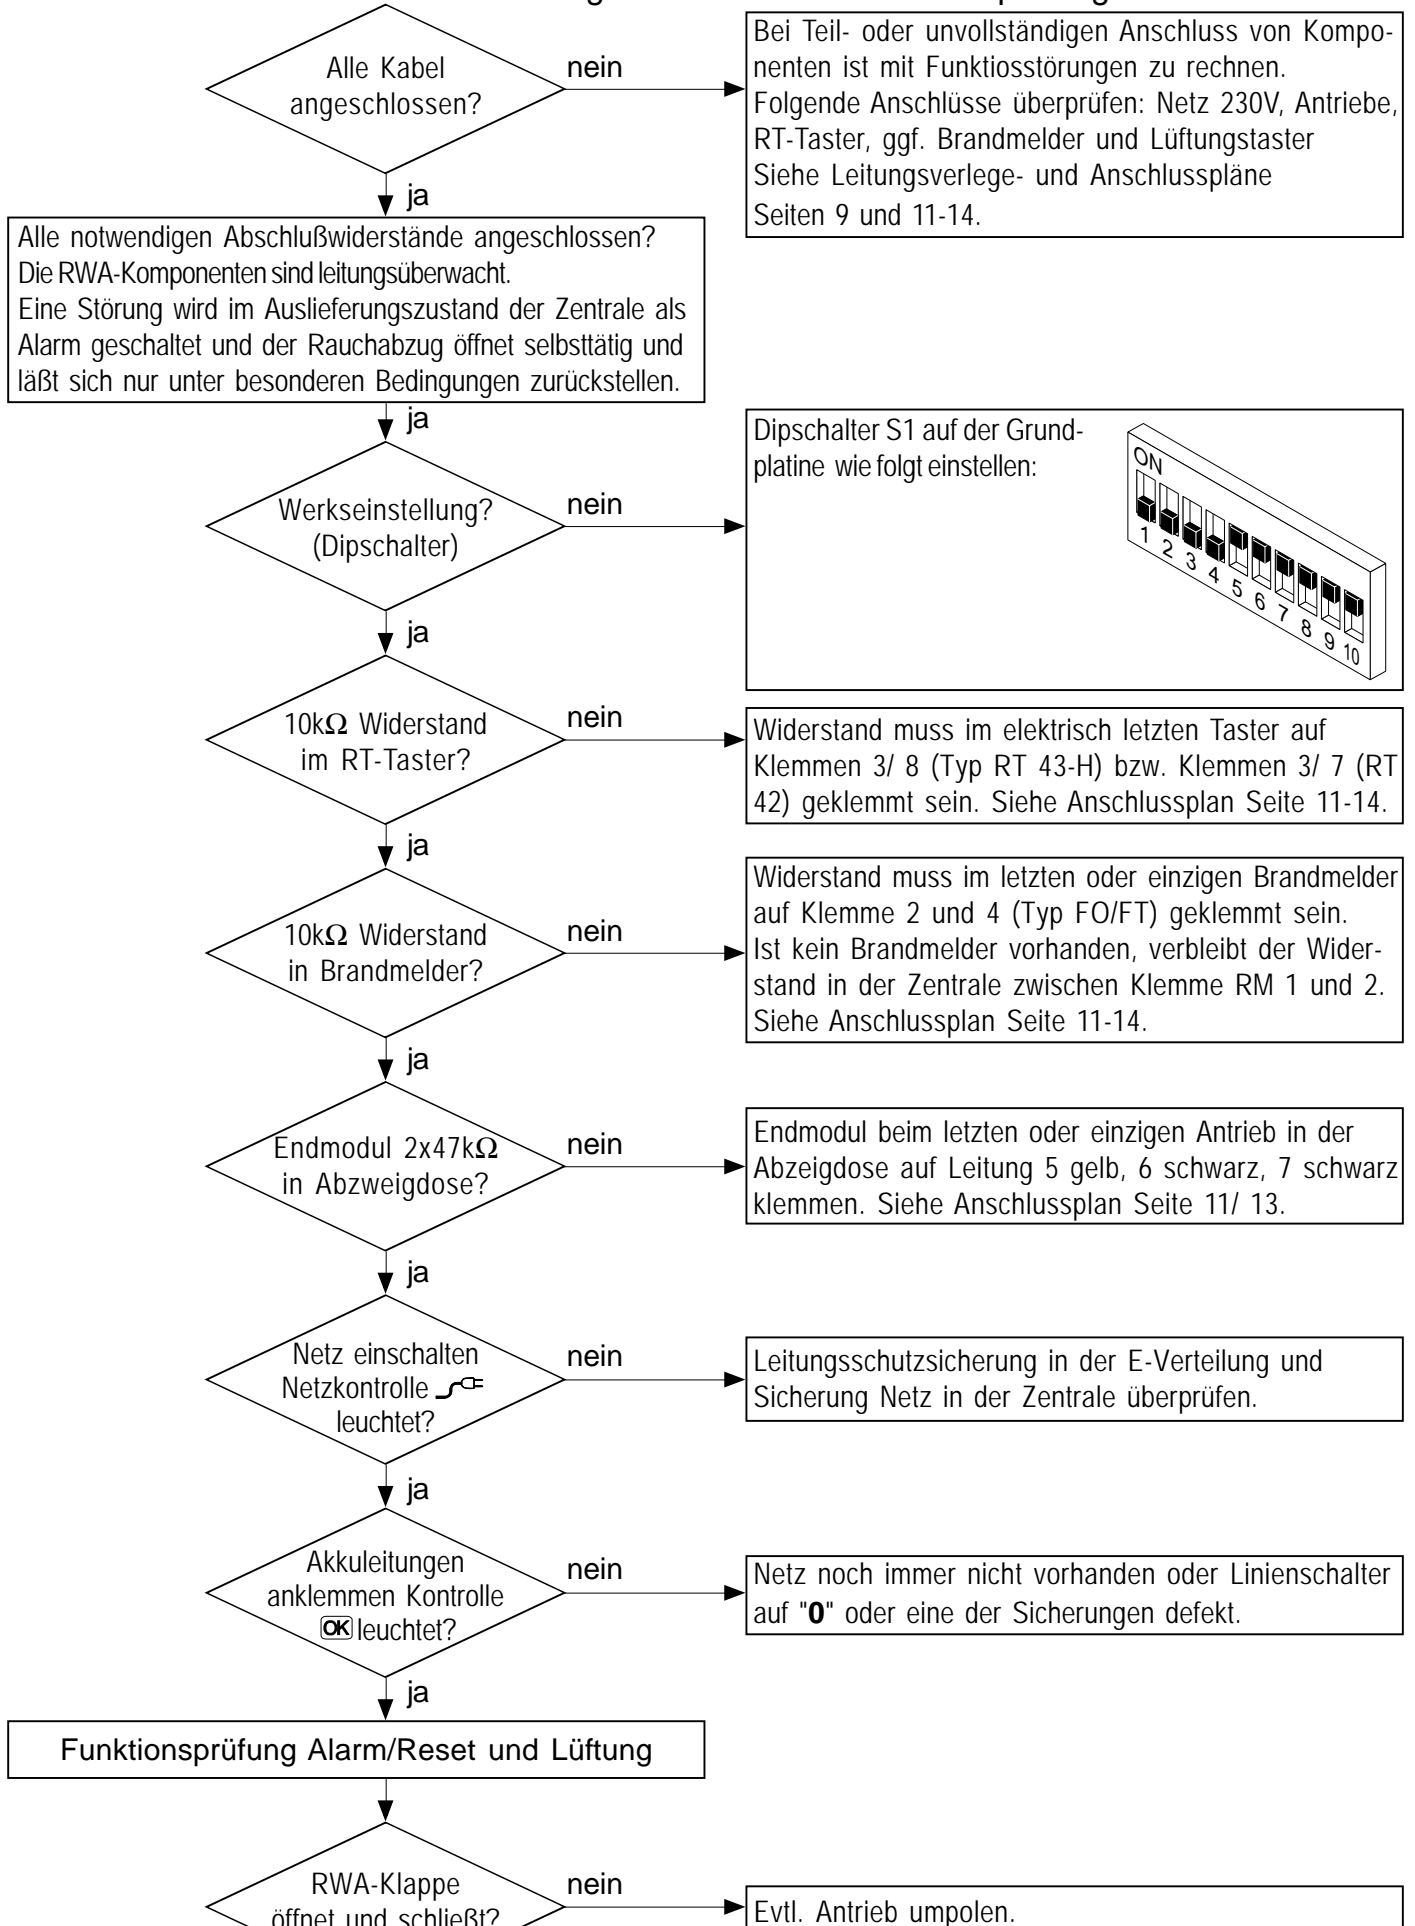 Alle Kabel
angeschlossen?
nein
Bei Teil- oder unvollständigen Anschluss von Kompo-
nenten ist mit Funktiosstörungen zu rechnen.
Folgende Anschlüsse überprüfen: Netz 230V, Antriebe,
RT-Taster, ggf. Brandmelder und Lüftungstaster
Siehe Leitungsverlege- und Anschlusspläne
Seiten 9 und 11-14.
ja
Alle notwendigen Abschlußwiderstände angeschlossen?
Die RWA-Komponenten sind leitungsüberwacht.
Eine Störung wird im Auslieferungszustand der Zentrale als
Alarm geschaltet und der Rauchabzug öffnet selbsttätig und
läßt sich nur unter besonderen Bedingungen zurückstellen.
ja
Werkseinstellung?
(Dipschalter)
nein
Dipschalter S1 auf der Grund-
platine wie folgt einstellen:
ON
1 2 3 4 5 6 7 8 9 10
ja
10kΩ Widerstand
im RT-Taster?
nein
Widerstand muss im elektrisch letzten Taster auf
Klemmen 3/ 8 (Typ RT 43-H) bzw. Klemmen 3/ 7 (RT
42) geklemmt sein. Siehe Anschlussplan Seite 11-14.
ja
10kΩ Widerstand
in Brandmelder?
nein
Widerstand muss im letzten oder einzigen Brandmelder
auf Klemme 2 und 4 (Typ FO/FT) geklemmt sein.
Ist kein Brandmelder vorhanden, verbleibt der Wider-
stand in der Zentrale zwischen Klemme RM 1 und 2.
Siehe Anschlussplan Seite 11-14.
ja
Endmodul 2x47kΩ
in Abzweigdose?
nein
Endmodul beim letzten oder einzigen Antrieb in der
Abzeigdose auf Leitung 5 gelb, 6 schwarz, 7 schwarz
klemmen. Siehe Anschlussplan Seite 11/ 13.
ja
Netz einschalten
Netzkontrolle
leuchtet?
nein
Leitungsschutzsicherung in der E-Verteilung und
Sicherung Netz in der Zentrale überprüfen.
ja
Akkuleitungen
anklemmen Kontrolle
OK leuchtet?
nein
Netz noch immer nicht vorhanden oder Linienschalter
auf "0" oder eine der Sicherungen defekt.
ja
Funktionsprüfung Alarm/Reset und Lüftung
RWA-Klappe
öffnet und schließt?
nein
Evtl. Antrieb umpolen.